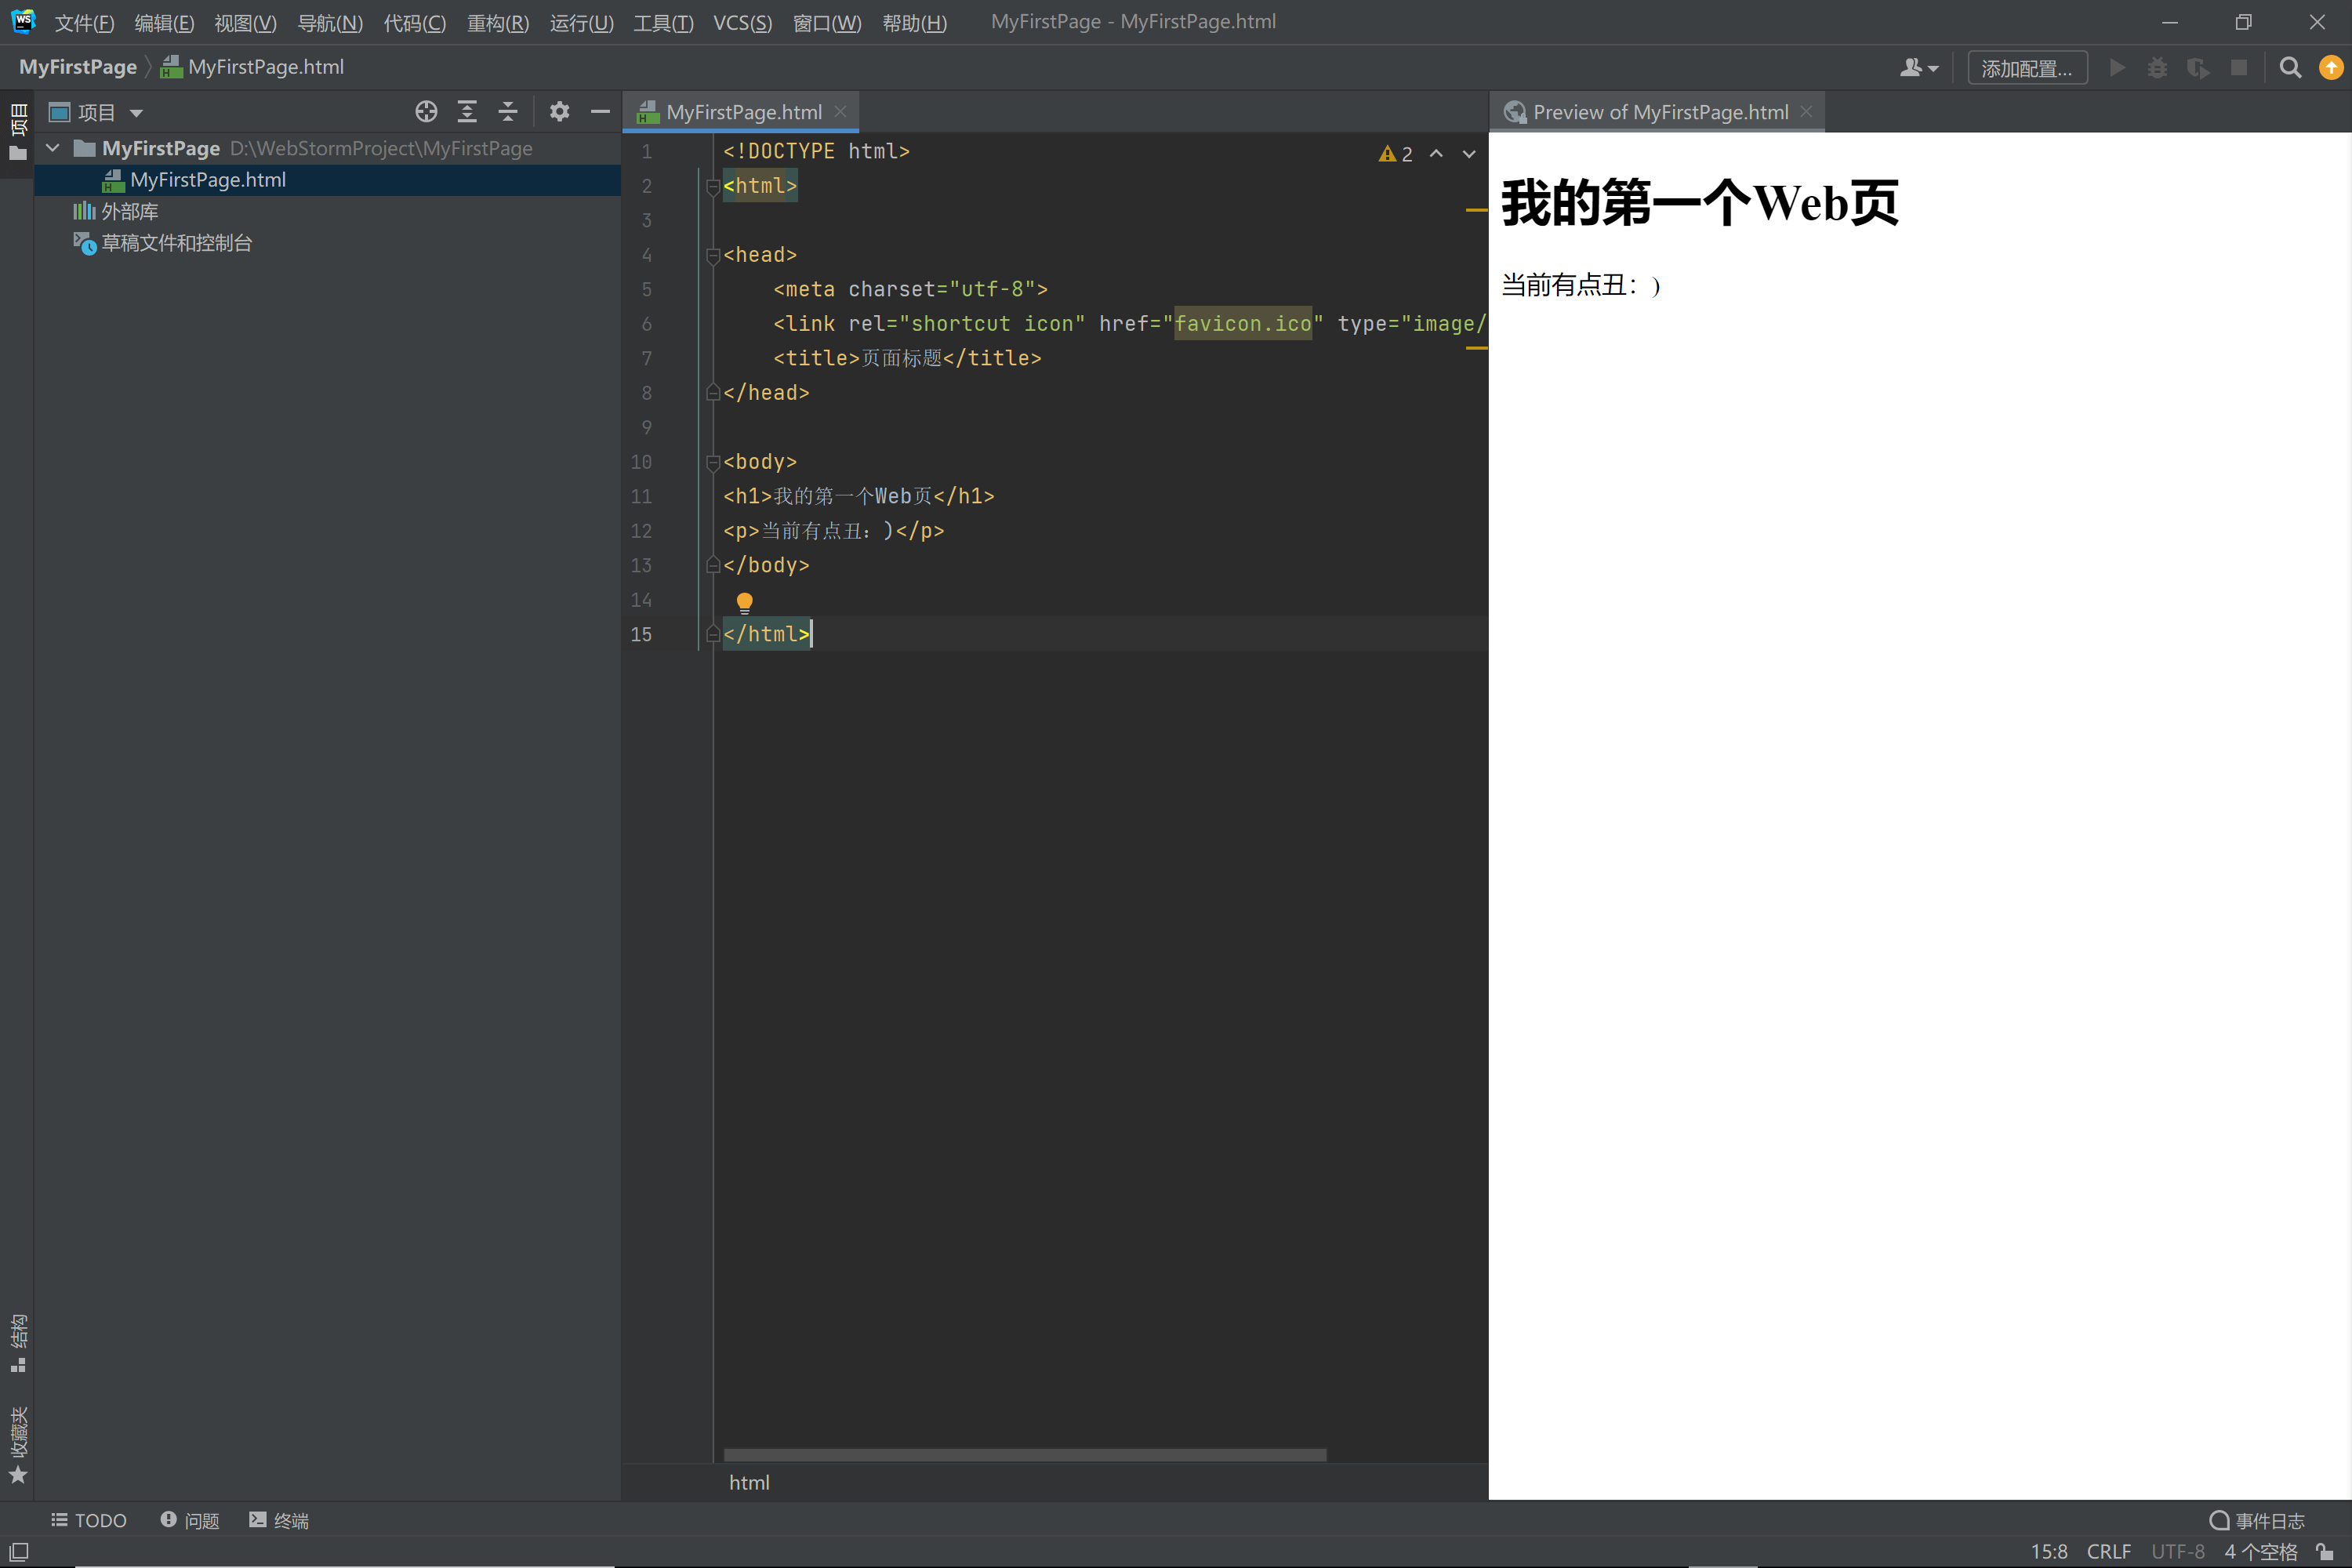 WS 文件(F) 编辑(E) 视图(V) 导航(N) 代码(C) 重构(R) 运行(U) 工具(T) VCS(S) 窗口(W) 帮助(H) MyFirstPage - MyFirstPage.html
MyFirstPage MyFirstPage.html 添加配置...
项目
项目
MyFirstPage D:\WebStormProject\MyFirstPage
MyFirstPage.html
外部库
草稿文件和控制台
MyFirstPage.html
2
1 <!DOCTYPE html>
2 <html>
3
4 <head>
5 <meta charset="utf-8">
6 <link rel="shortcut icon" href="favicon.ico" type="image/
7 <title>页面标题</title>
8 </head>
9
10 <body>
11 <h1>我的第一个Web页</h1>
12 <p>当前有点丑：)</p>
13 </body>
14
15 </html>
html
Preview of MyFirstPage.html
我的第一个Web页
当前有点丑：)
结构
收藏夹
TODO 问题 终端 事件日志
15:8 CRLF UTF-8 4 个空格